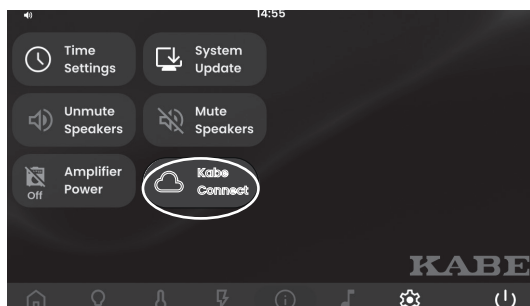 14:55
Time
Settings
System
Update
Unmute
Speakers
Mute
Speakers
Amplifier
Power
Off
Kabe
Connect
KABE